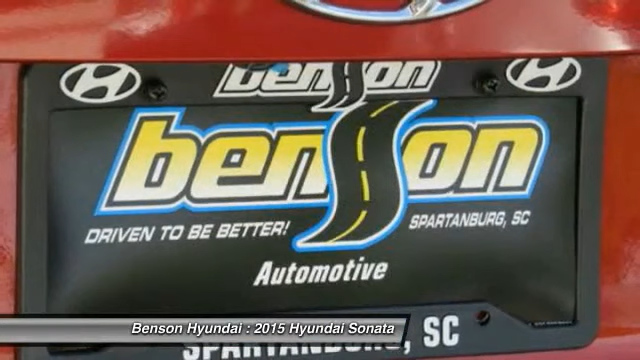 benson
benson
DRIVEN TO BE BETTER! SPARTANBURG, SC
Automotive
Benson Hyundai : 2015 Hyundai Sonata
SPARTANBURG, SC